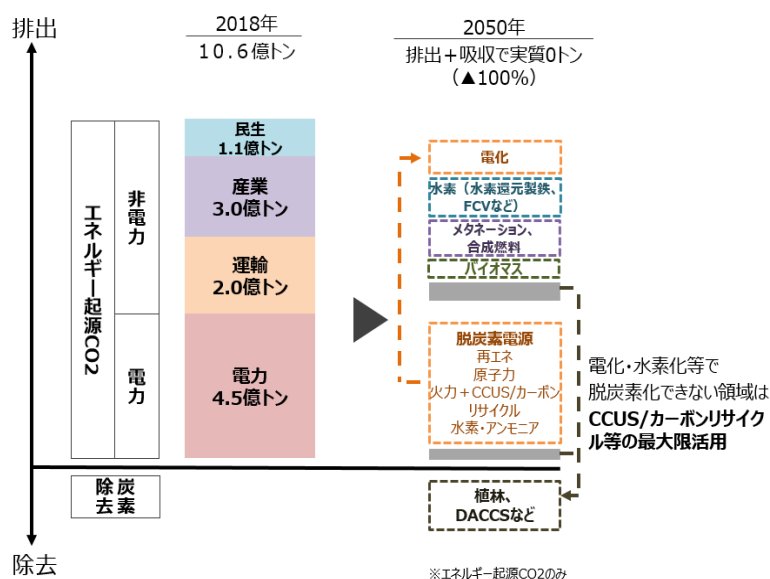 排出
2018年
10.6億トン
2050年
排出+吸収で実質0トン
(▲100%)
エネルギー起源CO2
非電力
電力
民生
1.1億トン
産業
3.0億トン
運輸
2.0億トン
電力
4.5億トン
電化
水素(水素還元製鉄、
FCVなど)
メタネーション、
合成燃料
バイオマス
脱炭素電源
再エネ
原子力
火力+CCUS/カーボン
リサイクル
水素・アンモニア
電化・水素化等で
脱炭素化できない領域は
CCUS/カーボンリサイク
ル等の最大限活用
炭素
除去
植林、
DACCSなど
除去
※エネルギー起源CO2のみ